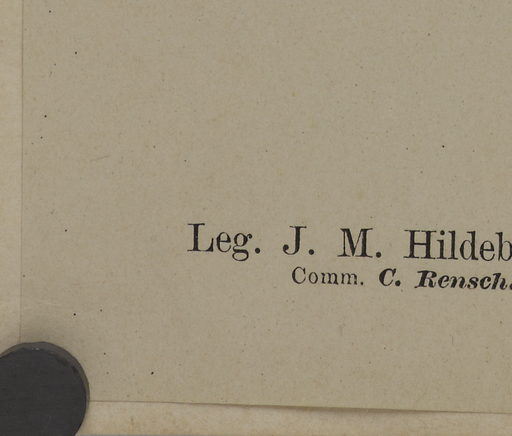 Leg. J. M. Hildeb
Comm. C. Rensch.